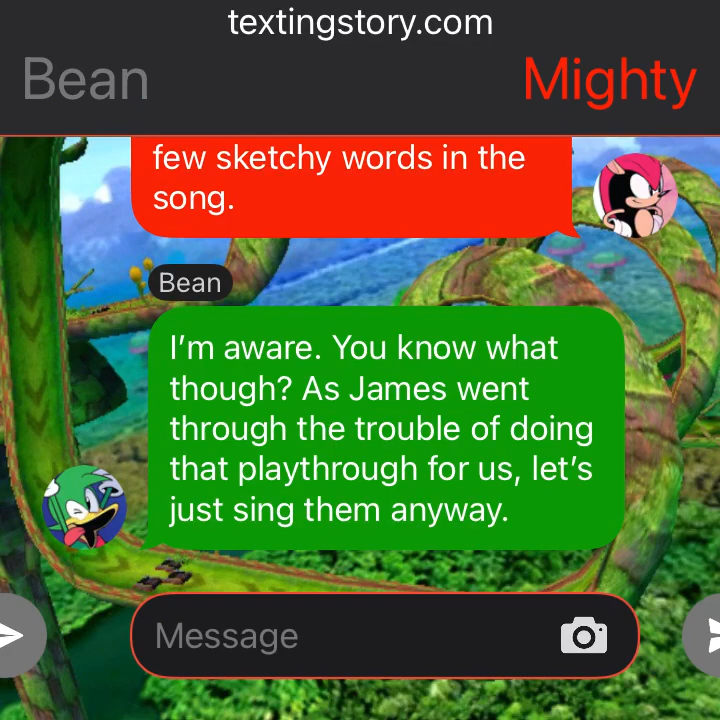 textingstory.com
Bean
Mighty
few sketchy words in the
song.
Bean
I’m aware. You know what
though? As James went
through the trouble of doing
that playthrough for us, let’s
just sing them anyway.
Message